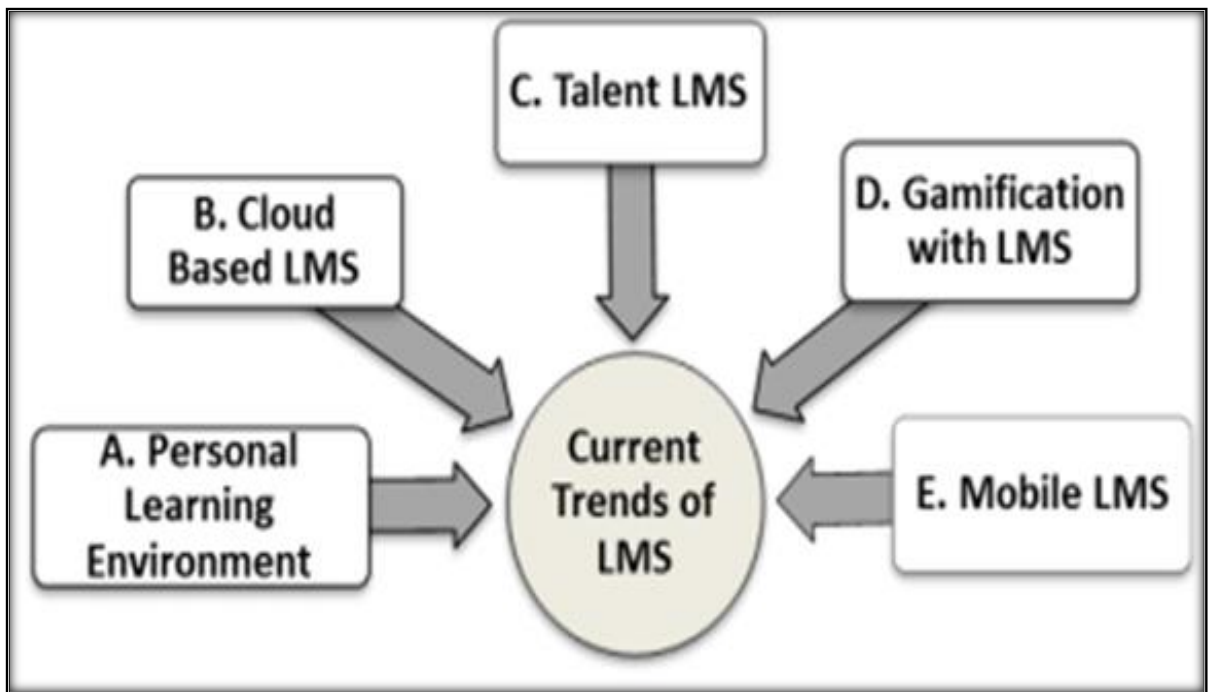 A. Personal
Learning
Environment
B. Cloud
Based LMS
C. Talent LMS
D. Gamification
with LMS
E. Mobile LMS
Current
Trends of
LMS